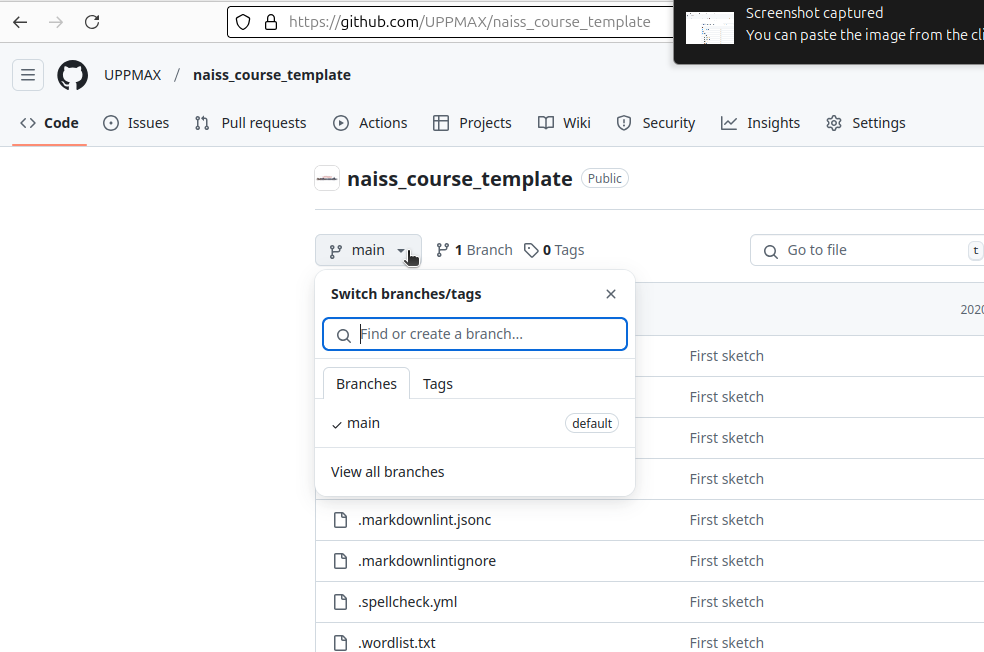 https://github.com/UPPMAX/naiss_course_template
Screenshot captured
You can paste the image from the cli
UPPMAX / naiss_course_template
Code Issues Pull requests Actions Projects Wiki Security Insights Settings
naiss_course_template Public
main 1 Branch 0 Tags Go to file t
Switch branches/tags
202
Find or create a branch...
First sketch
Branches Tags
First sketch
main default
First sketch
View all branches
First sketch
.markdownlint.jsonc First sketch
.markdownlintignore First sketch
.spellcheck.yml First sketch
.wordlist.txt First sketch